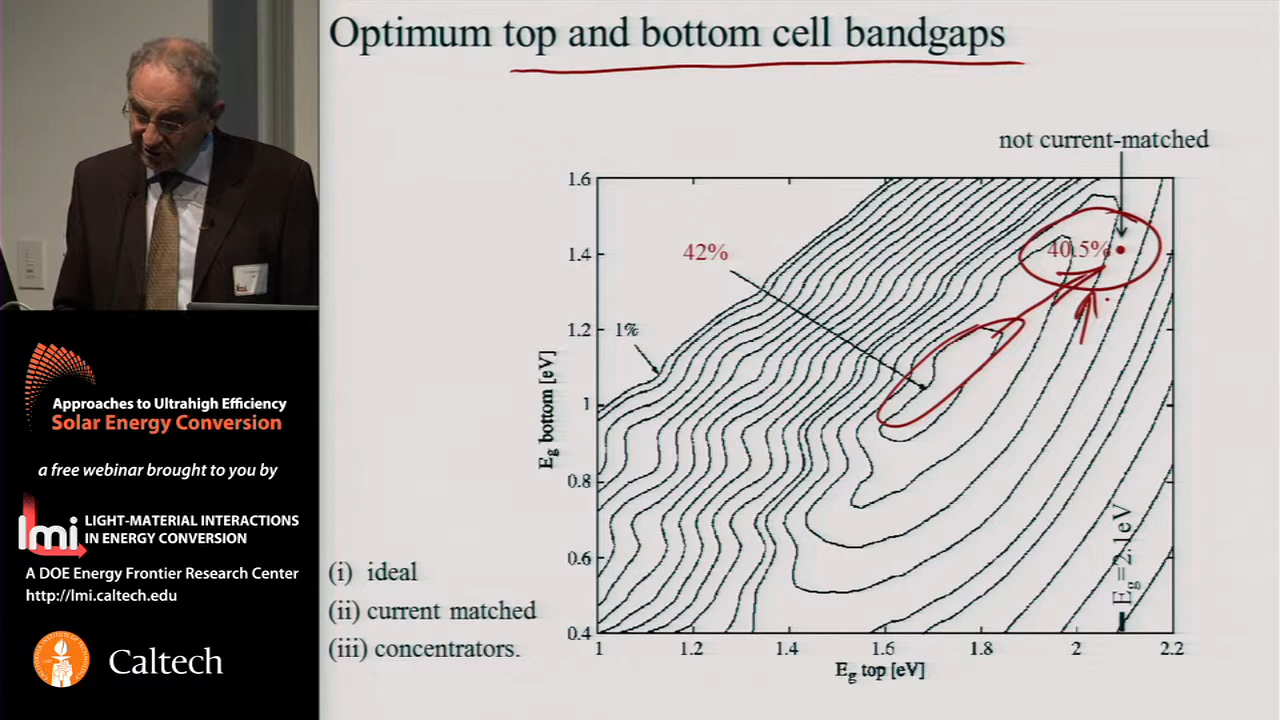 Optimum top and bottom cell bandgaps
not current-matched
1.6
1.4
1.2
1
0.8
0.6
0.4
42%
40.5%
1%
Eg bottom [eV]
Eg=2.1eV
1
1.2
1.4
1.6
1.8
2
2.2
Eg top [eV]
(i) ideal
(ii) current matched
(iii) concentrators.
Approaches to Ultrahigh Efficiency
Solar Energy Conversion
a free webinar brought to you by
lmi
LIGHT-MATERIAL INTERACTIONS
IN ENERGY CONVERSION
A DOE Energy Frontier Research Center
http://lmi.caltech.edu
Caltech